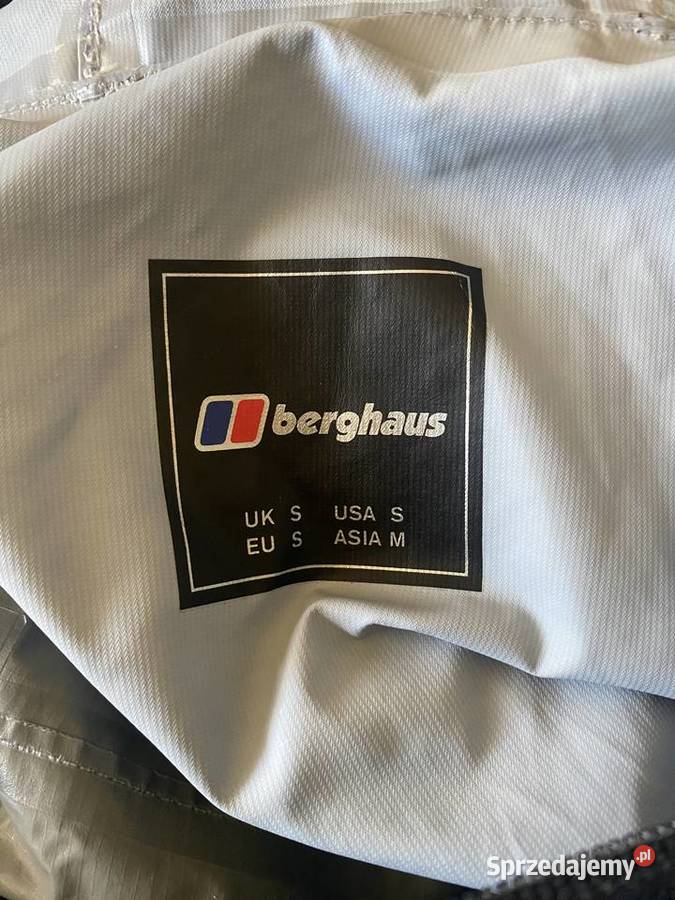 berghaus
UK S USA S
EU S ASIA M
Sprzedajemy.pl